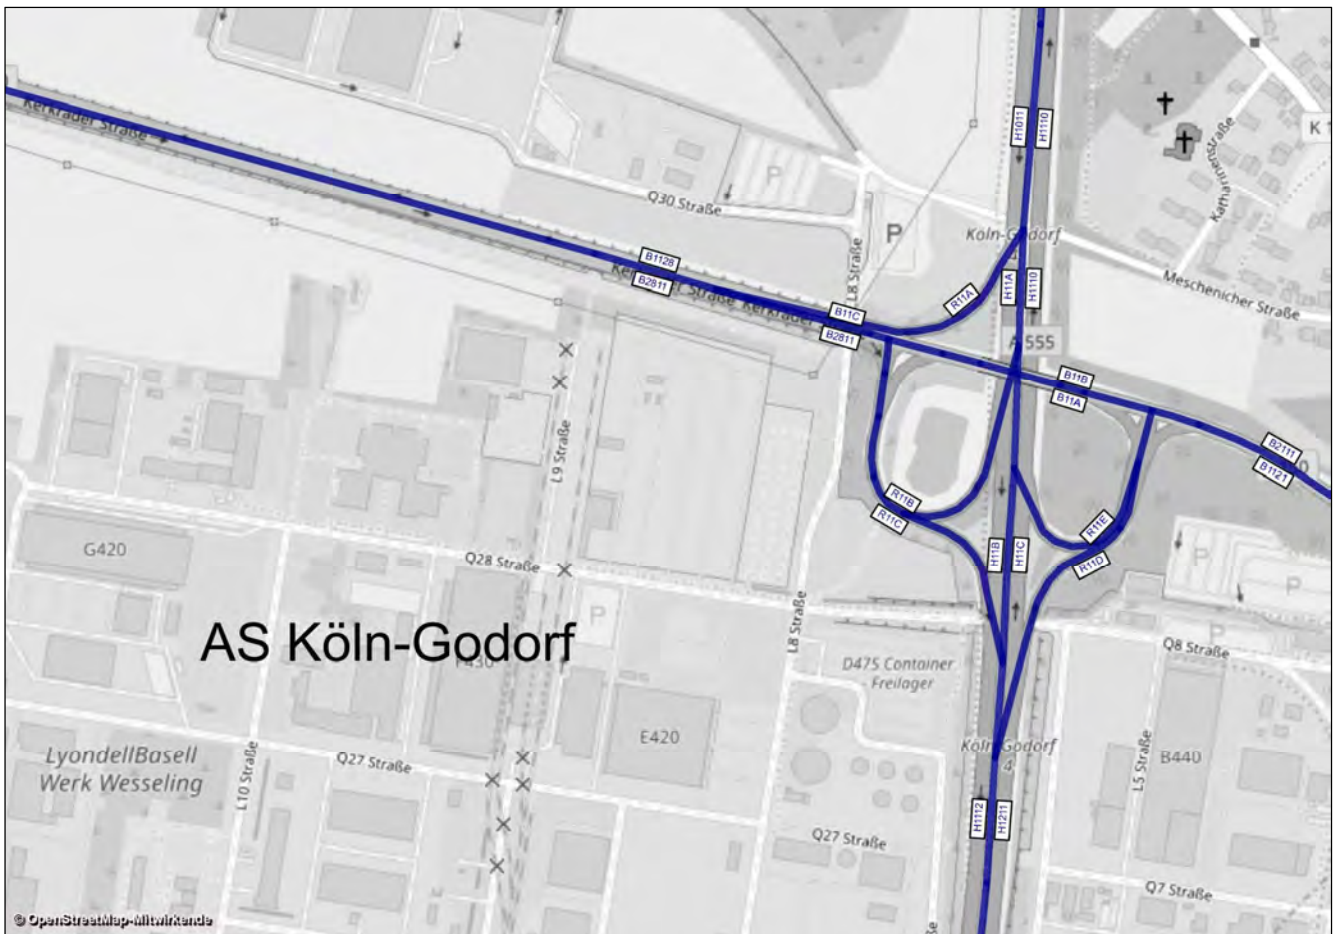 Kerkrader Straße
H1011
H1110
K 1
Katharinenstraße
Q30 Straße
P
P
Köln-Godorf
L8 Straße
B1128
B2811
Kerkrader Straße
B11C
B2811
R11A
H11A
H1110
Meschenicher Straße
A 555
B11B
B11A
B2111
B1121
L9 Straße
R11B
R11C
R11E
R11D
H11B
H11C
G420
Q28 Straße
P
P
P
L8 Straße
AS Köln-Godorf
D475 Container
- Freilager
Q8 Straße
P
LyondellBasell
Werk Wesseling
L10 Straße
Q27 Straße
E420
Köln-Godorf
4
L5 Straße
B440
H1112
H1211
Q27 Straße
Q7 Straße
© OpenStreetMap-Mitwirkende